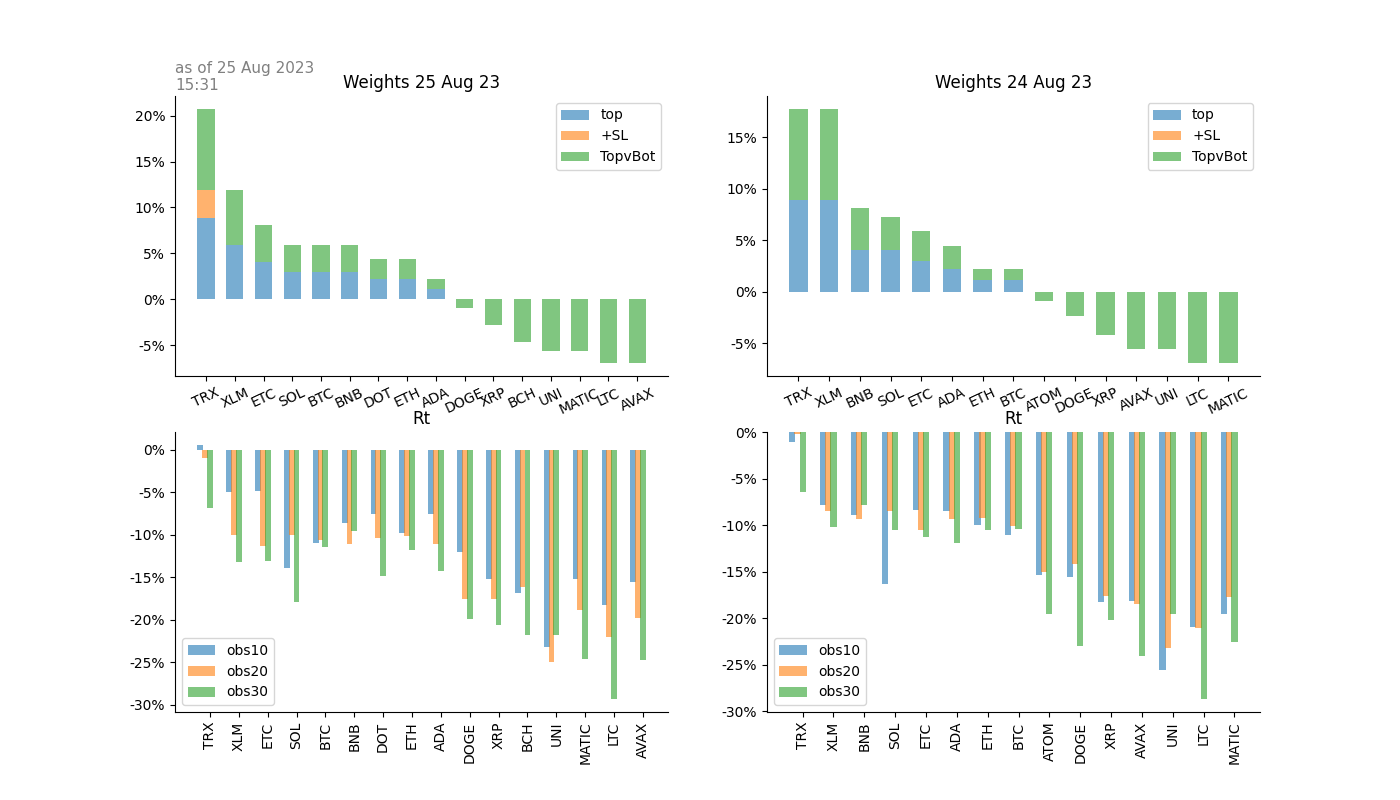 as of 25 Aug 2023
15:31
Weights 25 Aug 23
20%
15%
10%
5%
0%
-5%
top
+SL
TopvBot
TRX XLM ETC SOL BTC BNB DOT ETH ADA DOGE XRP BCH UNI MATIC LTC AVAX
Weights 24 Aug 23
15%
10%
5%
0%
-5%
top
+SL
TopvBot
TRX XLM BNB SOL ETC ADA ETH BTC ATOM DOGE XRP AVAX UNI LTC MATIC
Rt
0%
-5%
-10%
-15%
-20%
-25%
-30%
obs10
obs20
obs30
TRX XLM ETC SOL BTC BNB DOT ETH ADA DOGE XRP BCH UNI MATIC LTC AVAX
Rt
0%
-5%
-10%
-15%
-20%
-25%
-30%
obs10
obs20
obs30
TRX XLM BNB SOL ETC ADA ETH BTC ATOM DOGE XRP AVAX UNI LTC MATIC